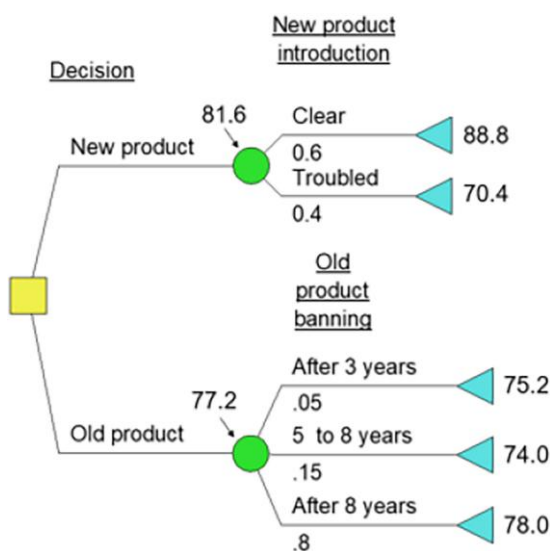 New product
introduction
Decision
81.6
Clear
88.8
New product
0.6
Troubled
70.4
0.4
Old
product
banning
After 3 years
75.2
77.2
.05
Old product
5 to 8 years
74.0
.15
After 8 years
78.0
.8